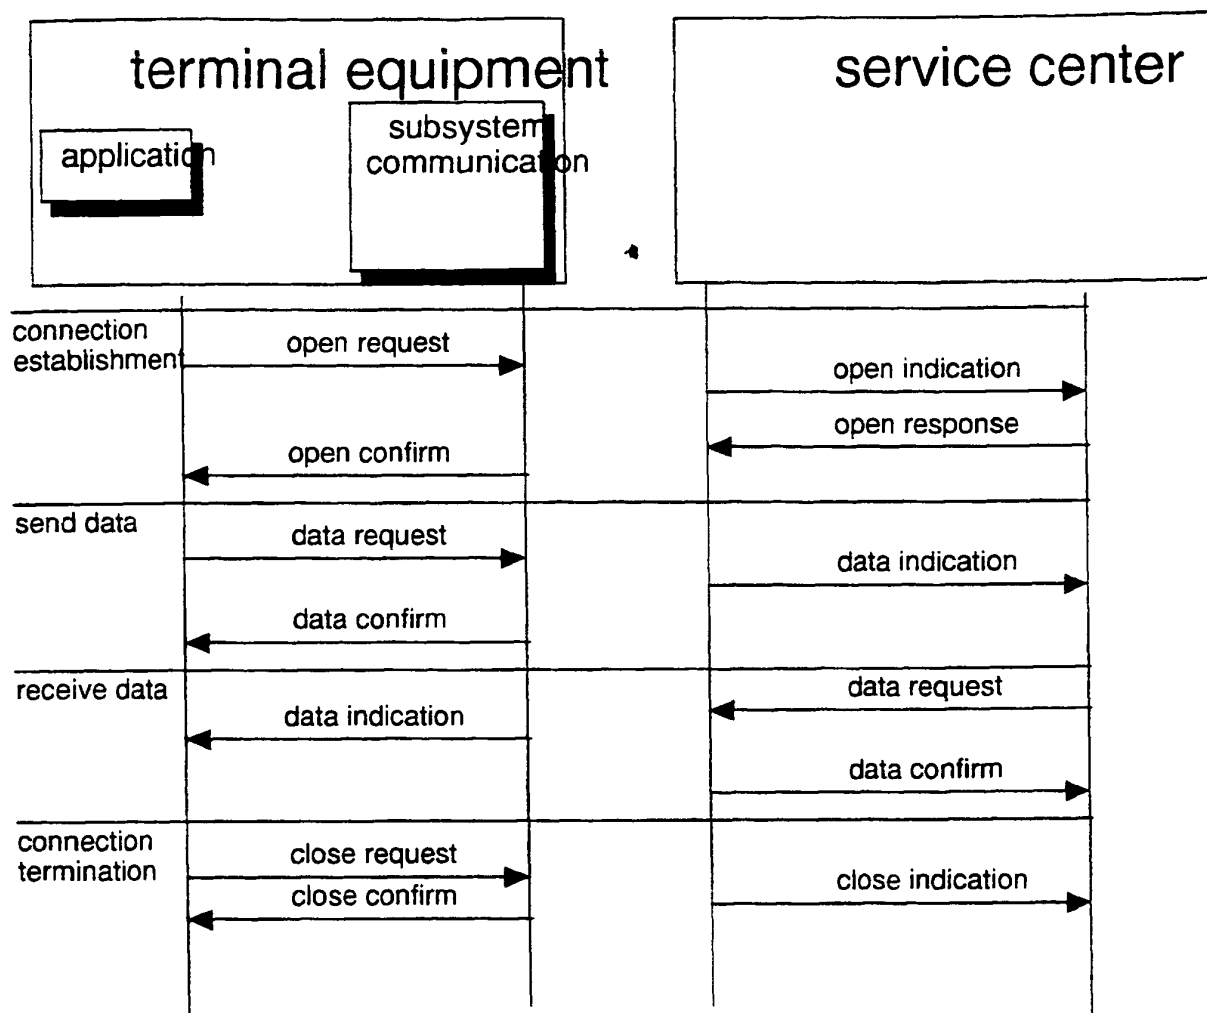 terminal equipment
service center
application
subsystem
communication
connection
establishment
open request
open indication
open response
open confirm
send data
data request
data indication
data confirm
receive data
data request
data indication
data confirm
connection
termination
close request
close indication
close confirm